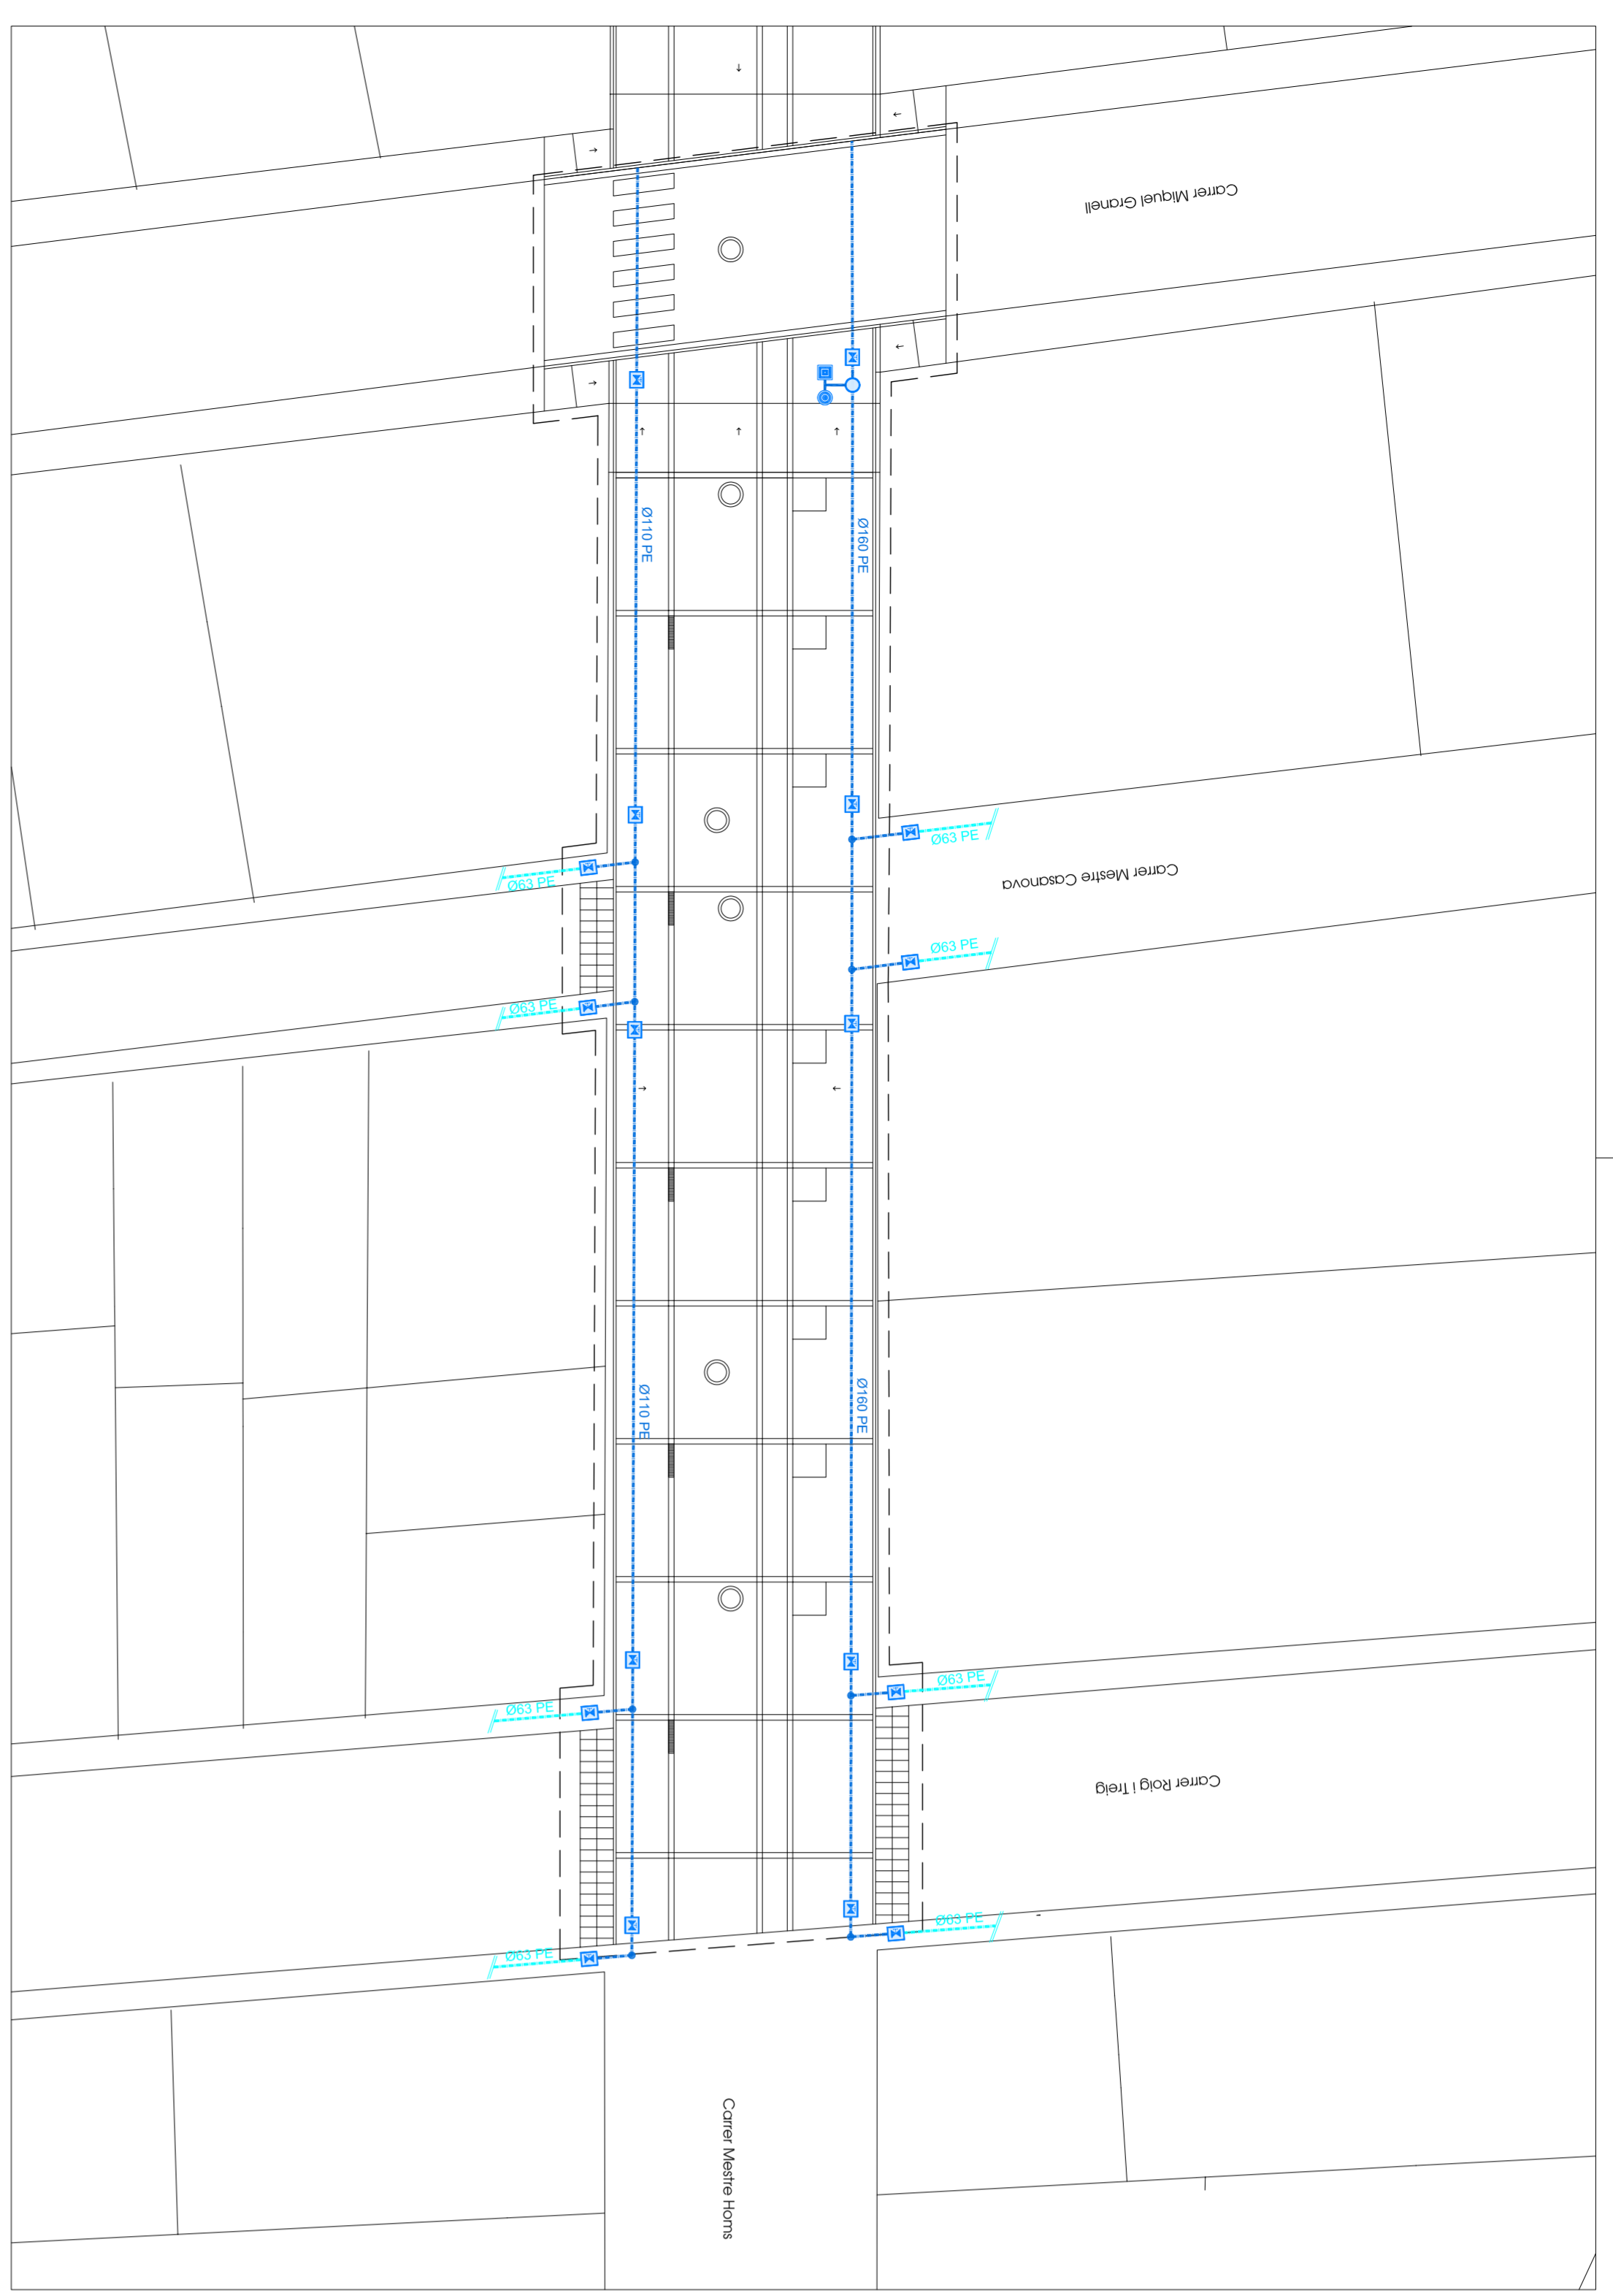 Carrer Miquel Granell
Ø110 PE
Ø160 PE
Ø63 PE
Ø63 PE
Carrer Mestre Casanova
Ø63 PE
Ø63 PE
Ø110 PE
Ø160 PE
Ø63 PE
Ø63 PE
Carrer Roig i Treig
Ø63 PE
Ø63 PE
Carrer Mestre Homs